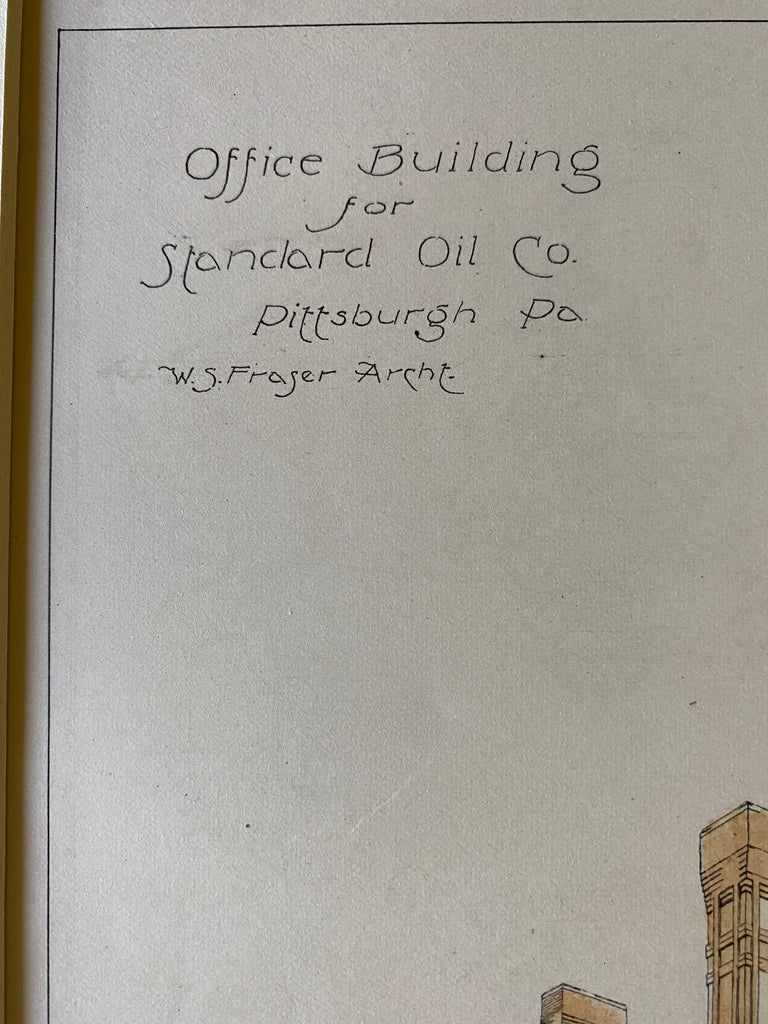 Office Building
for
Standard Oil Co.
Pittsburgh Pa.
W.S. Fraser Archt.